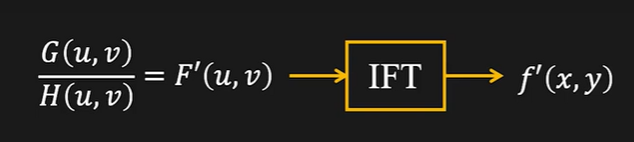 G(u, v) / H(u, v) = F′(u, v) → IFT → f′(x, y)